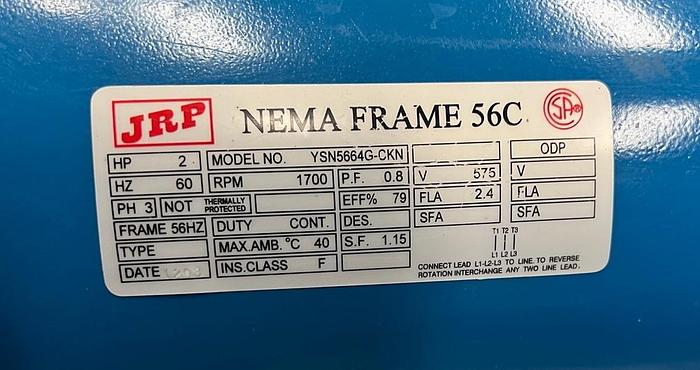 JRP NEMA FRAME 56C CSA®
HP 2 MODEL NO. YSN5664G-CKN ODP
HZ 60 RPM 1700 P.F. 0.8 V 575 V
PH 3 NOT THERMALLY PROTECTED EFF% 79 FLA 2.4 FLA
FRAME 56HZ DUTY CONT. DES. SFA SFA
TYPE MAX.AMB. °C 40 S.F. 1.15 T1 T2 T3
DATE INS.CLASS F L1 L2 L3
CONNECT LEAD L1-L2-L3 TO LINE. TO REVERSE
ROTATION INTERCHANGE ANY TWO LINE LEAD.